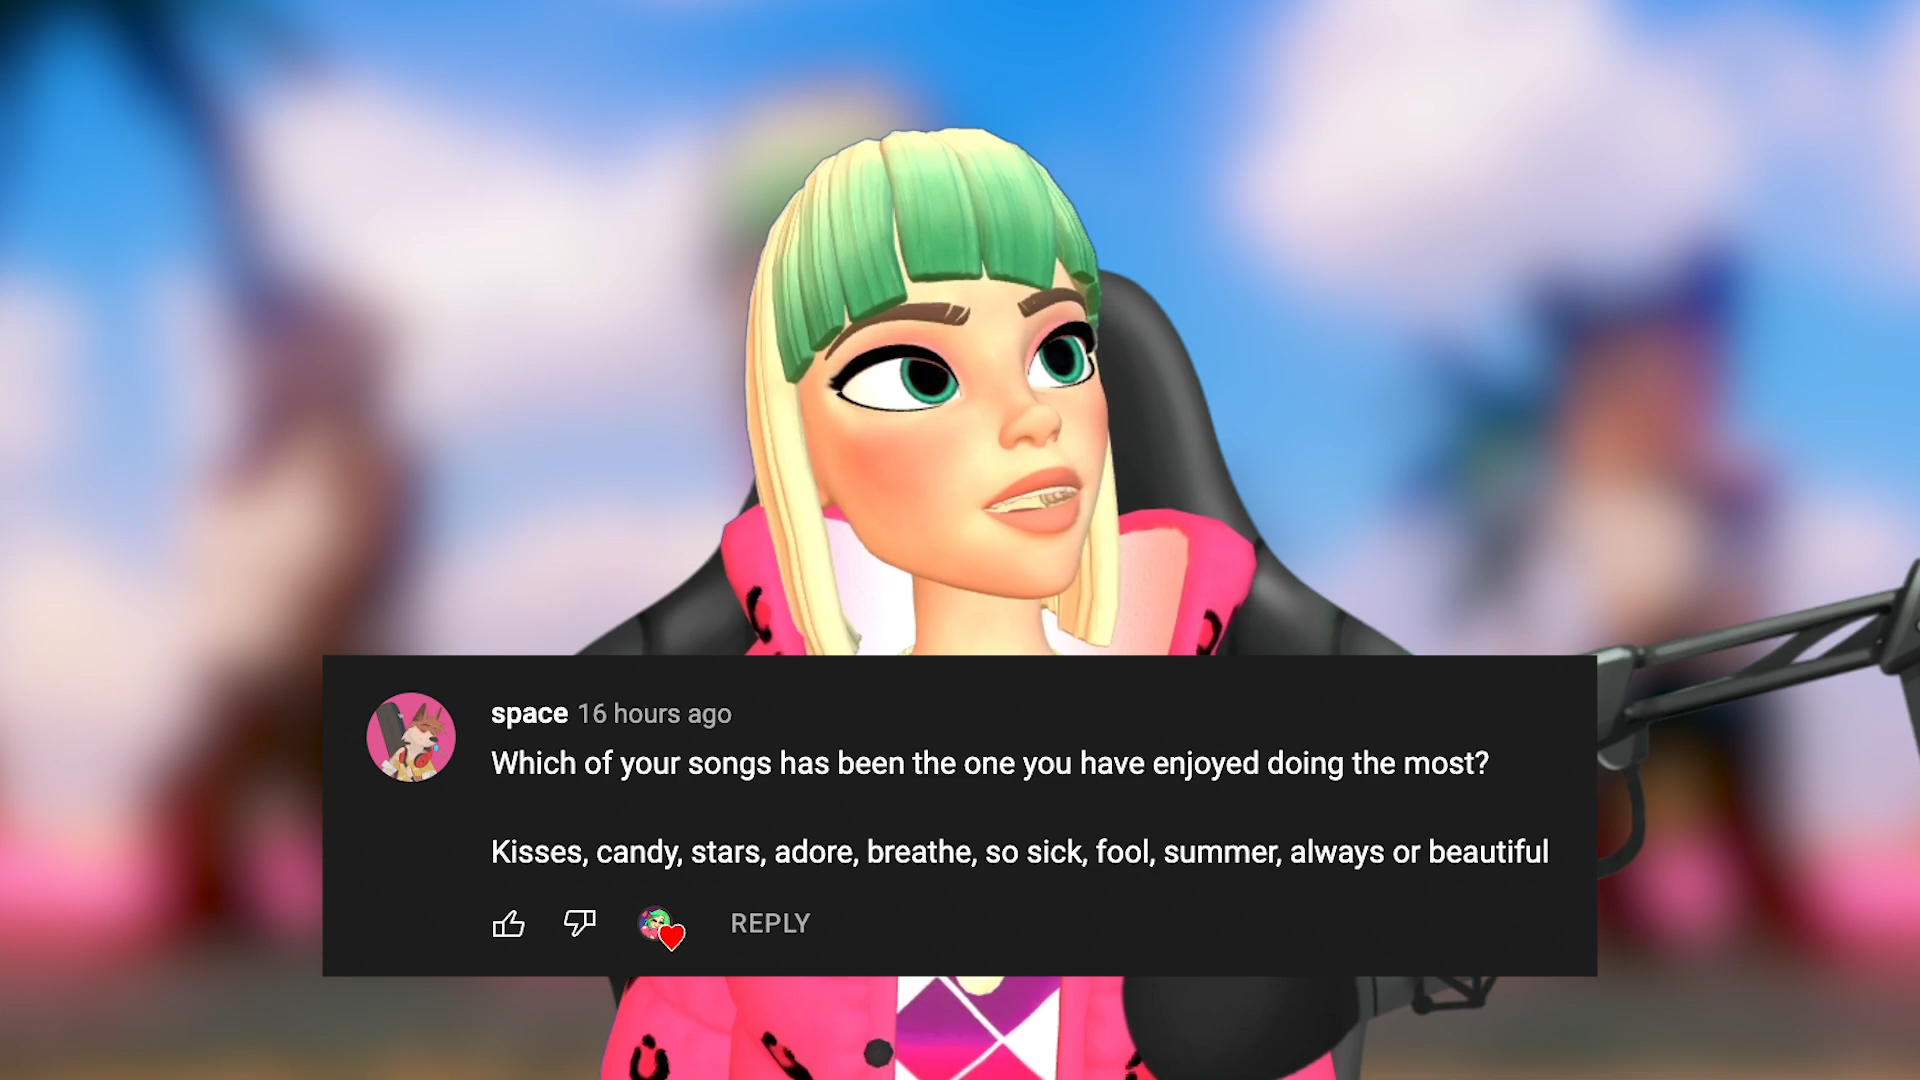 space 16 hours ago
Which of your songs has been the one you have enjoyed doing the most?
Kisses, candy, stars, adore, breathe, so sick, fool, summer, always or beautiful
REPLY